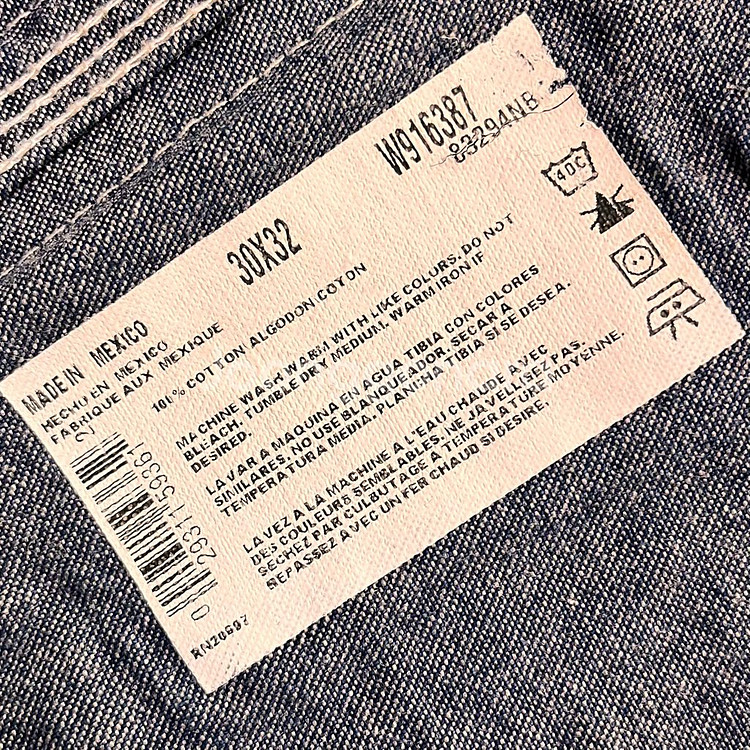 W916387
83294NB
40C
30X32
MADE IN MEXICO
HECHO EN MEXICO
FABRIQUE AUX MEXIQUE
100% COTTON ALGODON COTON
MACHINE WASH WARM WITH LIKE COLORS. DO NOT
BLEACH. TUMBLE DRY MEDIUM. WARM IRON IF
DESIRED.
LAVAR A MAQUINA EN AGUA TIBIA CON COLORES
SIMILARES. NO USE BLANQUEADOR. SECAR A
TEMPERATURA MEDIA. PLANCHA TIBIA SI SE DESEA.
LAVEZ A LA MACHINE A L'EAU CHAUDE AVEC
DES COULEURS SEMBLABLES. NE JAVELLISEZ PAS.
SECHEZ PAR CULBUTAGE A TEMPERATURE MOYENNE.
REPASSEZ AVEC UN FER CHAUD SI DESIRE.
0 29311 59361 2
RN20697